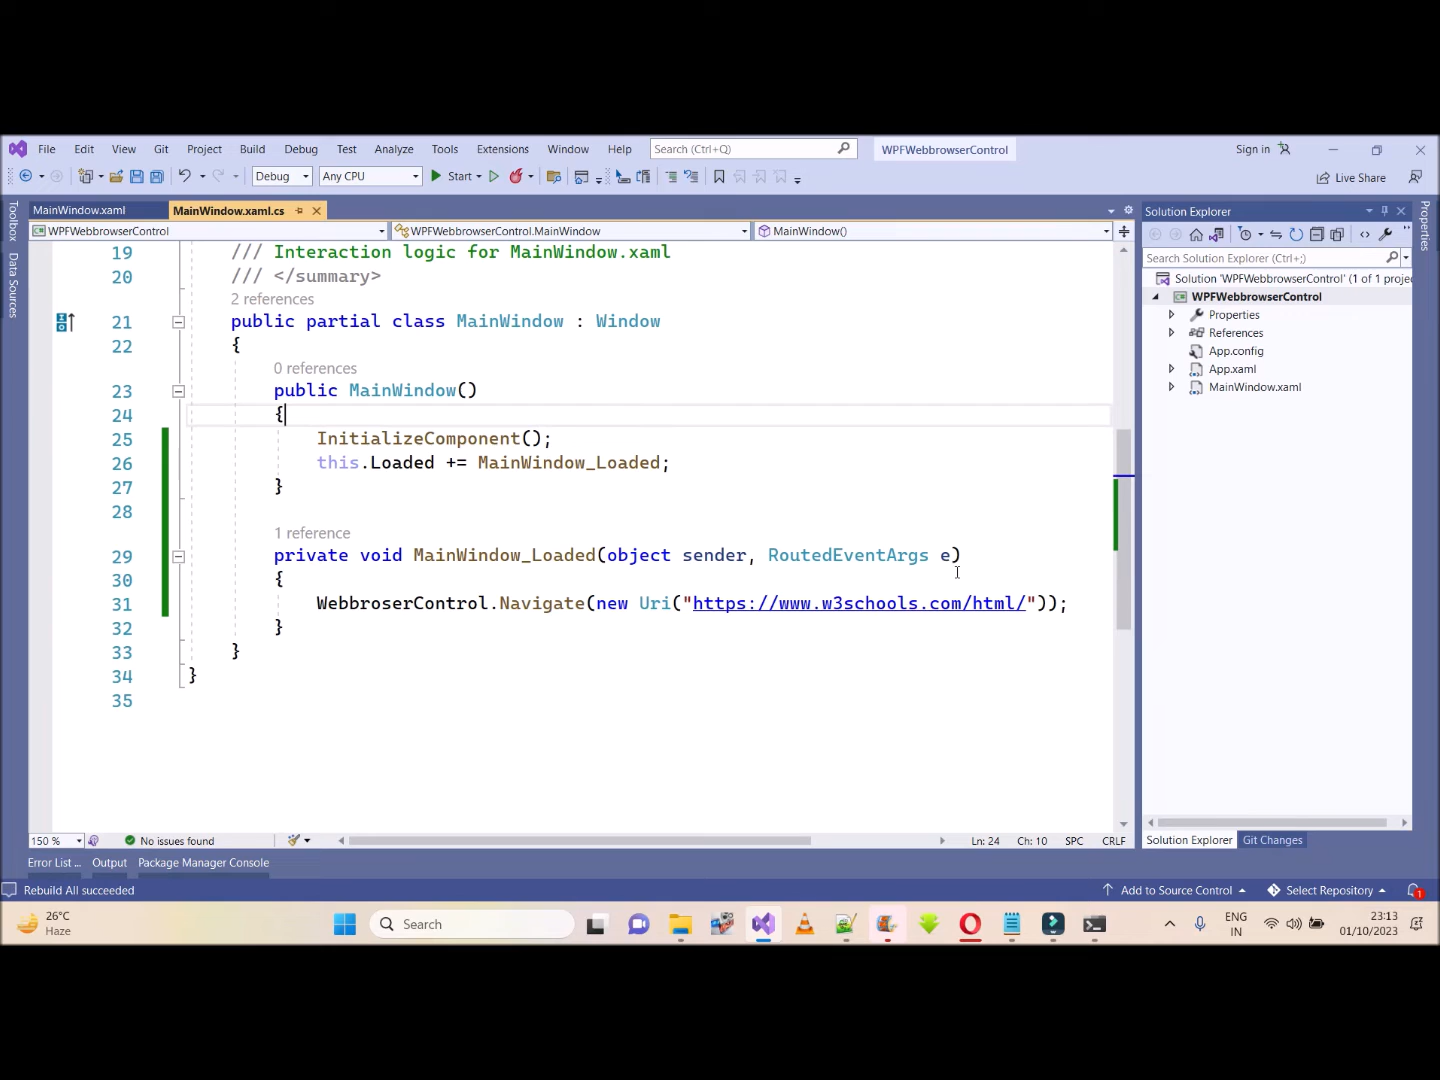 File Edit View Git Project Build Debug Test Analyze Tools Extensions Window Help Search (Ctrl+Q) WPFWebbrowserControl Sign in
Debug Any CPU Start Live Share
MainWindow.xaml MainWindow.xaml.cs
WPFWebbrowserControl WPFWebbrowserControl.MainWindow MainWindow()
Toolbox
Data Sources
19 /// Interaction logic for MainWindow.xaml
20 /// </summary>
2 references
21 public partial class MainWindow : Window
22 {
0 references
23 public MainWindow()
24 {
25 InitializeComponent();
26 this.Loaded += MainWindow_Loaded;
27 }
28
1 reference
29 private void MainWindow_Loaded(object sender, RoutedEventArgs e)
30 {
31 WebbroserControl.Navigate(new Uri("https://www.w3schools.com/html/"));
32 }
33 }
34 }
35
150 % No issues found Ln: 24 Ch: 10 SPC CRLF
Solution Explorer
Search Solution Explorer (Ctrl+;)
Solution 'WPFWebbrowserControl' (1 of 1 projec
WPFWebbrowserControl
Properties
References
App.config
App.xaml
MainWindow.xaml
Solution Explorer Git Changes
Properties
Error List ... Output Package Manager Console
Rebuild All succeeded Add to Source Control Select Repository 1
26°C
Haze
Search
ENG
IN
23:13
01/10/2023